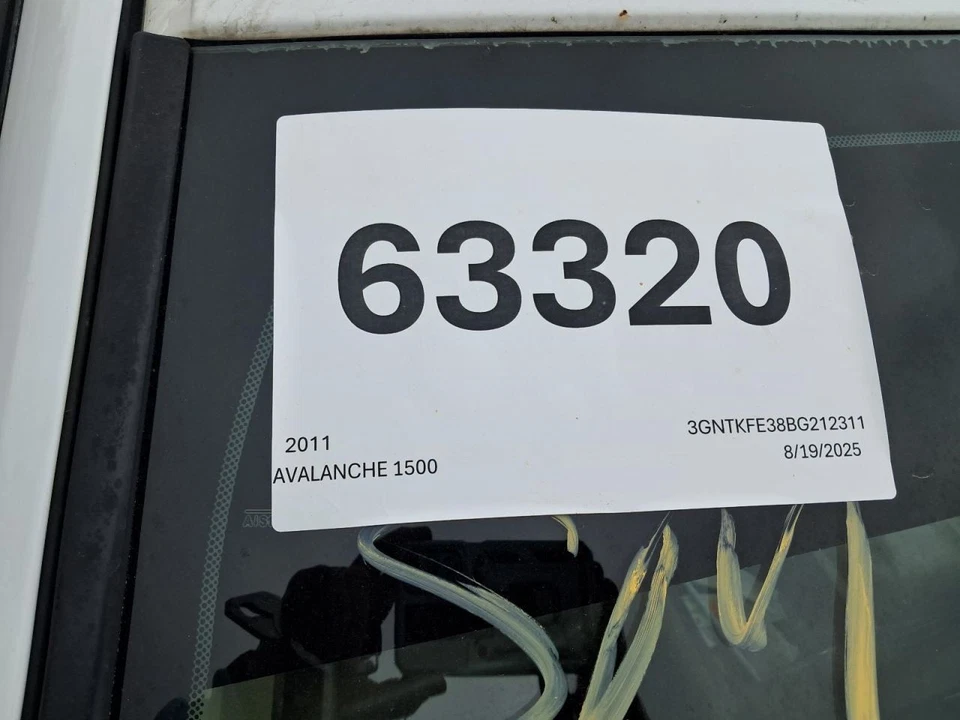 63320
2011
AVALANCHE 1500
3GNTKFE38BG212311
8/19/2025